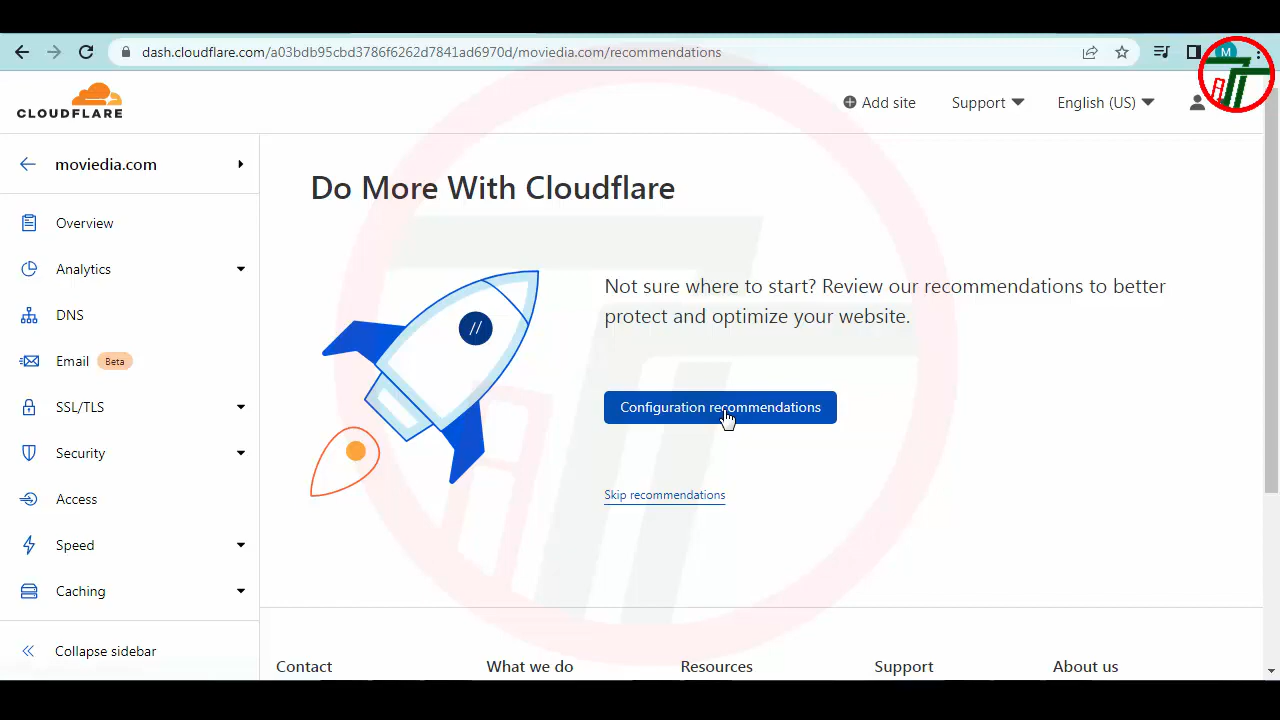 dash.cloudflare.com/a03bdb95cbd3786f6262d7841ad6970d/moviedia.com/recommendations
M
CLOUDFLARE
Add site
Support
English (US)
moviedia.com
Overview
Analytics
DNS
Email Beta
SSL/TLS
Security
Access
Speed
Caching
Collapse sidebar
Do More With Cloudflare
//
Not sure where to start? Review our recommendations to better
protect and optimize your website.
Configuration recommendations
Skip recommendations
Contact
What we do
Resources
Support
About us